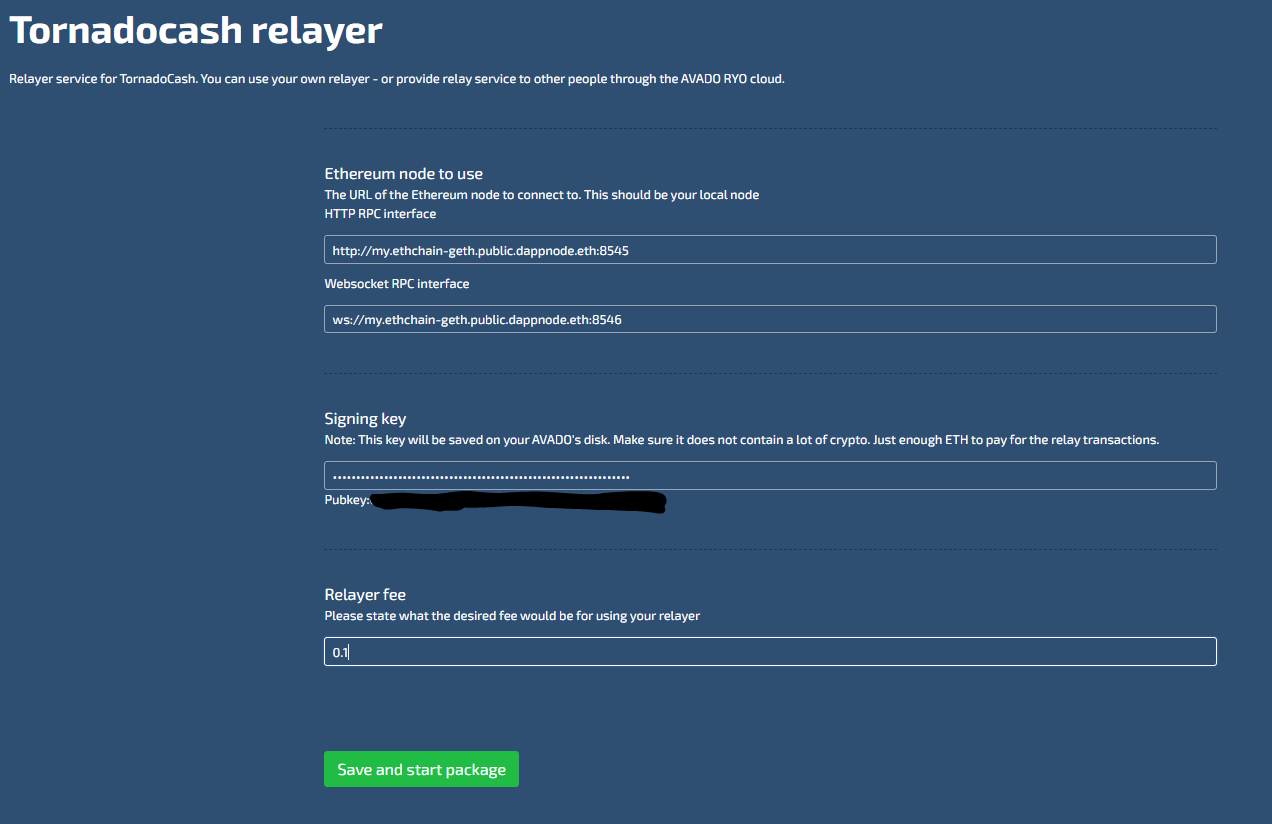 Tornadocash relayer
Relayer service for TornadoCash. You can use your own relayer - or provide relay service to other people through the AVADO RYO cloud.
Ethereum node to use
The URL of the Ethereum node to connect to. This should be your local node
HTTP RPC interface
http://my.ethchain-geth.public.dappnode.eth:8545
Websocket RPC interface
ws://my.ethchain-geth.public.dappnode.eth:8546
Signing key
Note: This key will be saved on your AVADO's disk. Make sure it does not contain a lot of crypto. Just enough ETH to pay for the relay transactions.
Pubkey:
Relayer fee
Please state what the desired fee would be for using your relayer
0.1
Save and start package